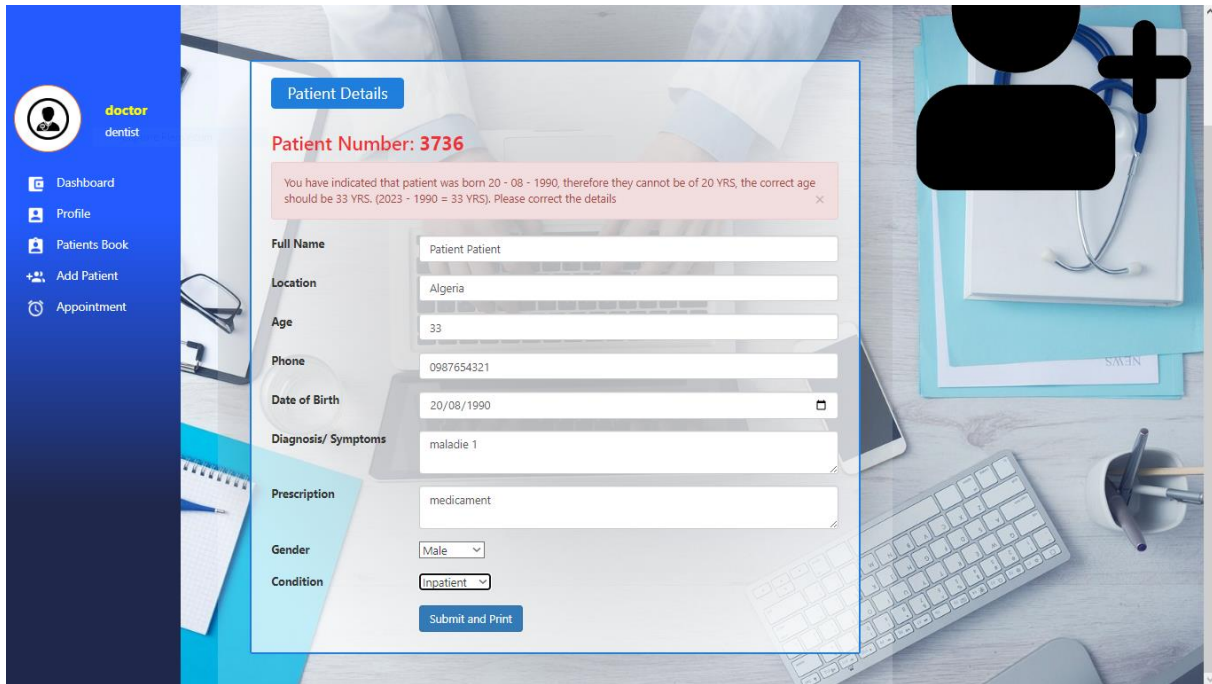 doctor
dentist
Dashboard
Profile
Patients Book
Add Patient
Appointment
Patient Details
Patient Number: 3736
You have indicated that patient was born 20 - 08 - 1990, therefore they cannot be of 20 YRS, the correct age
should be 33 YRS. (2023 - 1990 = 33 YRS). Please correct the details
×
Full Name
Patient Patient
Location
Algeria
Age
33
Phone
0987654321
Date of Birth
20/08/1990
Diagnosis/ Symptoms
maladie 1
Prescription
medicament
Gender
Male
Condition
Inpatient
Submit and Print
NEWS